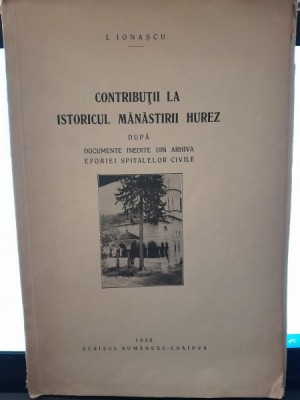 I. IONAȘCU
CONTRIBUȚII LA
ISTORICUL MÂNĂSTIRII HUREZ
DUPĂ
DOCUMENTE INEDITE DIN ARHIVA
EFORIEI SPITALELOR CIVILE
SCRISUL ROMÂNESC-CRAIOVA